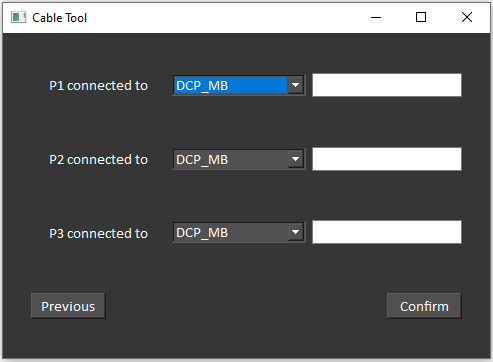 Cable Tool
P1 connected to DCP_MB
P2 connected to DCP_MB
P3 connected to DCP_MB
Previous Confirm